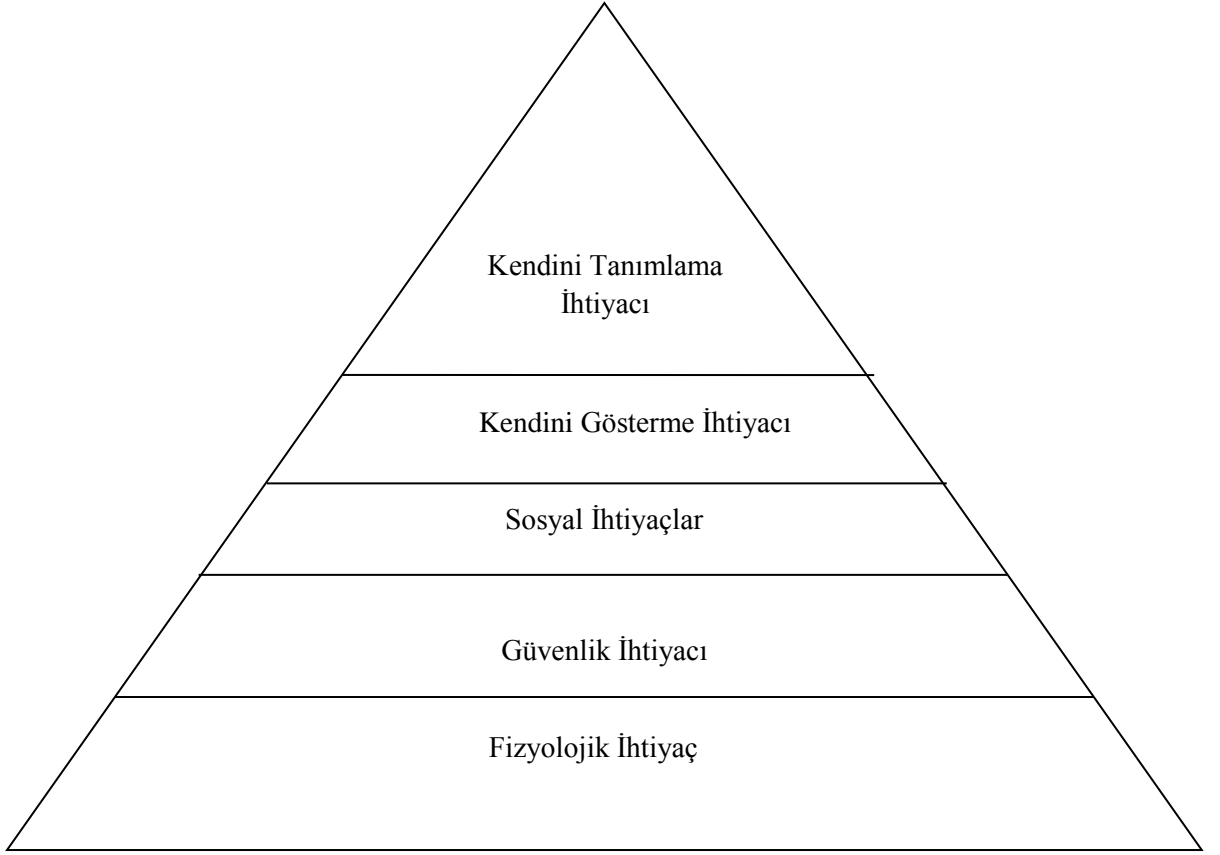 Kendini Tanımlama
İhtiyacı
Kendini Gösterme İhtiyacı
Sosyal İhtiyaçlar
Güvenlik İhtiyacı
Fizyolojik İhtiyaç